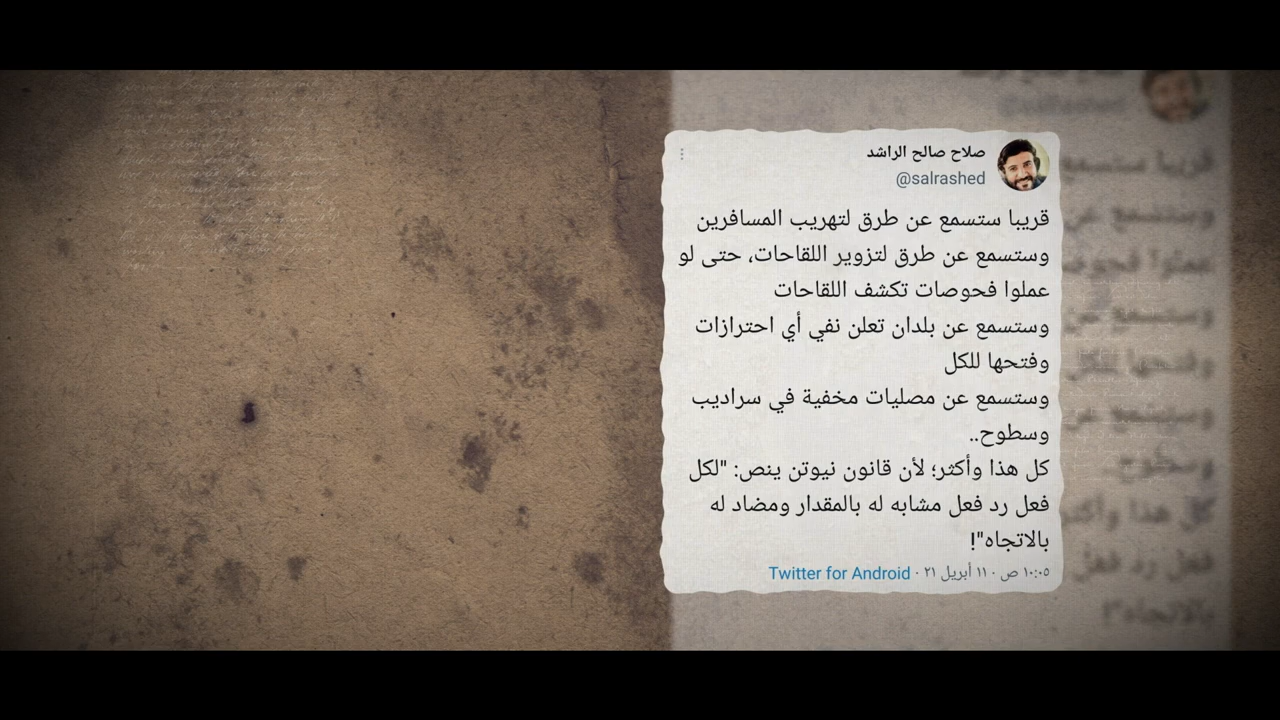 صلاح صالح الراشد
@salrashed
قريبا ستسمع عن طرق لتهريب المسافرين
وستسمع عن طرق لتزوير اللقاحات، حتى لو
عملوا فحوصات تكشف اللقاحات
وستسمع عن بلدان تعلن نفي أي احترازات
وفتحها للكل
وستسمع عن مصليات مخفية في سراديب
وسطوح..
كل هذا وأكثر؛ لأن قانون نيوتن ينص: "لكل
فعل رد فعل مشابه له بالمقدار ومضاد له
بالاتجاه"!
١٠:٠٥ ص · ١١ أبريل ٢١ · Twitter for Android